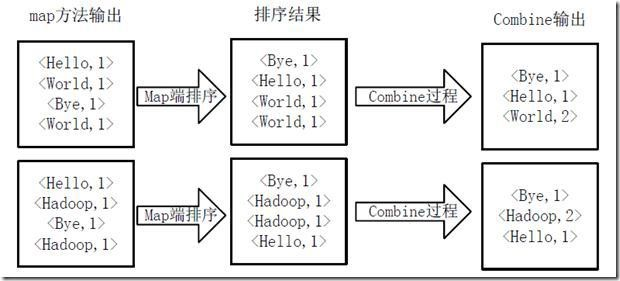 map方法输出
排序结果
Combine输出
<Hello,1>
<World,1>
<Bye,1>
<World,1>
Map端排序
<Bye,1>
<Hello,1>
<World,1>
<World,1>
Combine过程
<Bye,1>
<Hello,1>
<World,2>
<Hello,1>
<Hadoop,1>
<Bye,1>
<Hadoop,1>
Map端排序
<Bye,1>
<Hadoop,1>
<Hadoop,1>
<Hello,1>
Combine过程
<Bye,1>
<Hadoop,2>
<Hello,1>